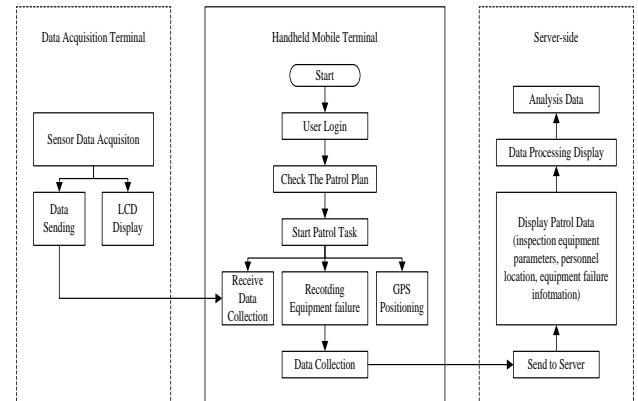 Data Acquisition Terminal
Sensor Data Acquisiton
Data
Sending
LCD
Display
Handheld Mobile Terminal
Start
User Login
Check The Patrol Plan
Start Patrol Task
Receive
Data
Collection
Recotding
Equipment failure
GPS
Positioning
Data Collection
Server-side
Analysis Data
Data Processing Display
Display Patrol Data
(inspection equipment
parameters, personnel
location, equipment failure
infotmation)
Send to Server